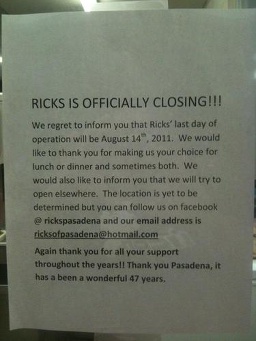 RICKS IS OFFICIALLY CLOSING!!!
We regret to inform you that Ricks' last day of
operation will be August 14th, 2011. We would
like to thank you for making us your choice for
lunch or dinner and sometimes both. We
would also like to inform you that we will try to
open elsewhere. The location is yet to be
determined but you can follow us on facebook
@ rickspasadena and our email address is
ricksofpasadena@hotmail.com
Again thank you for all your support
throughout the years!! Thank you Pasadena, it
has a been a wonderful 47 years.